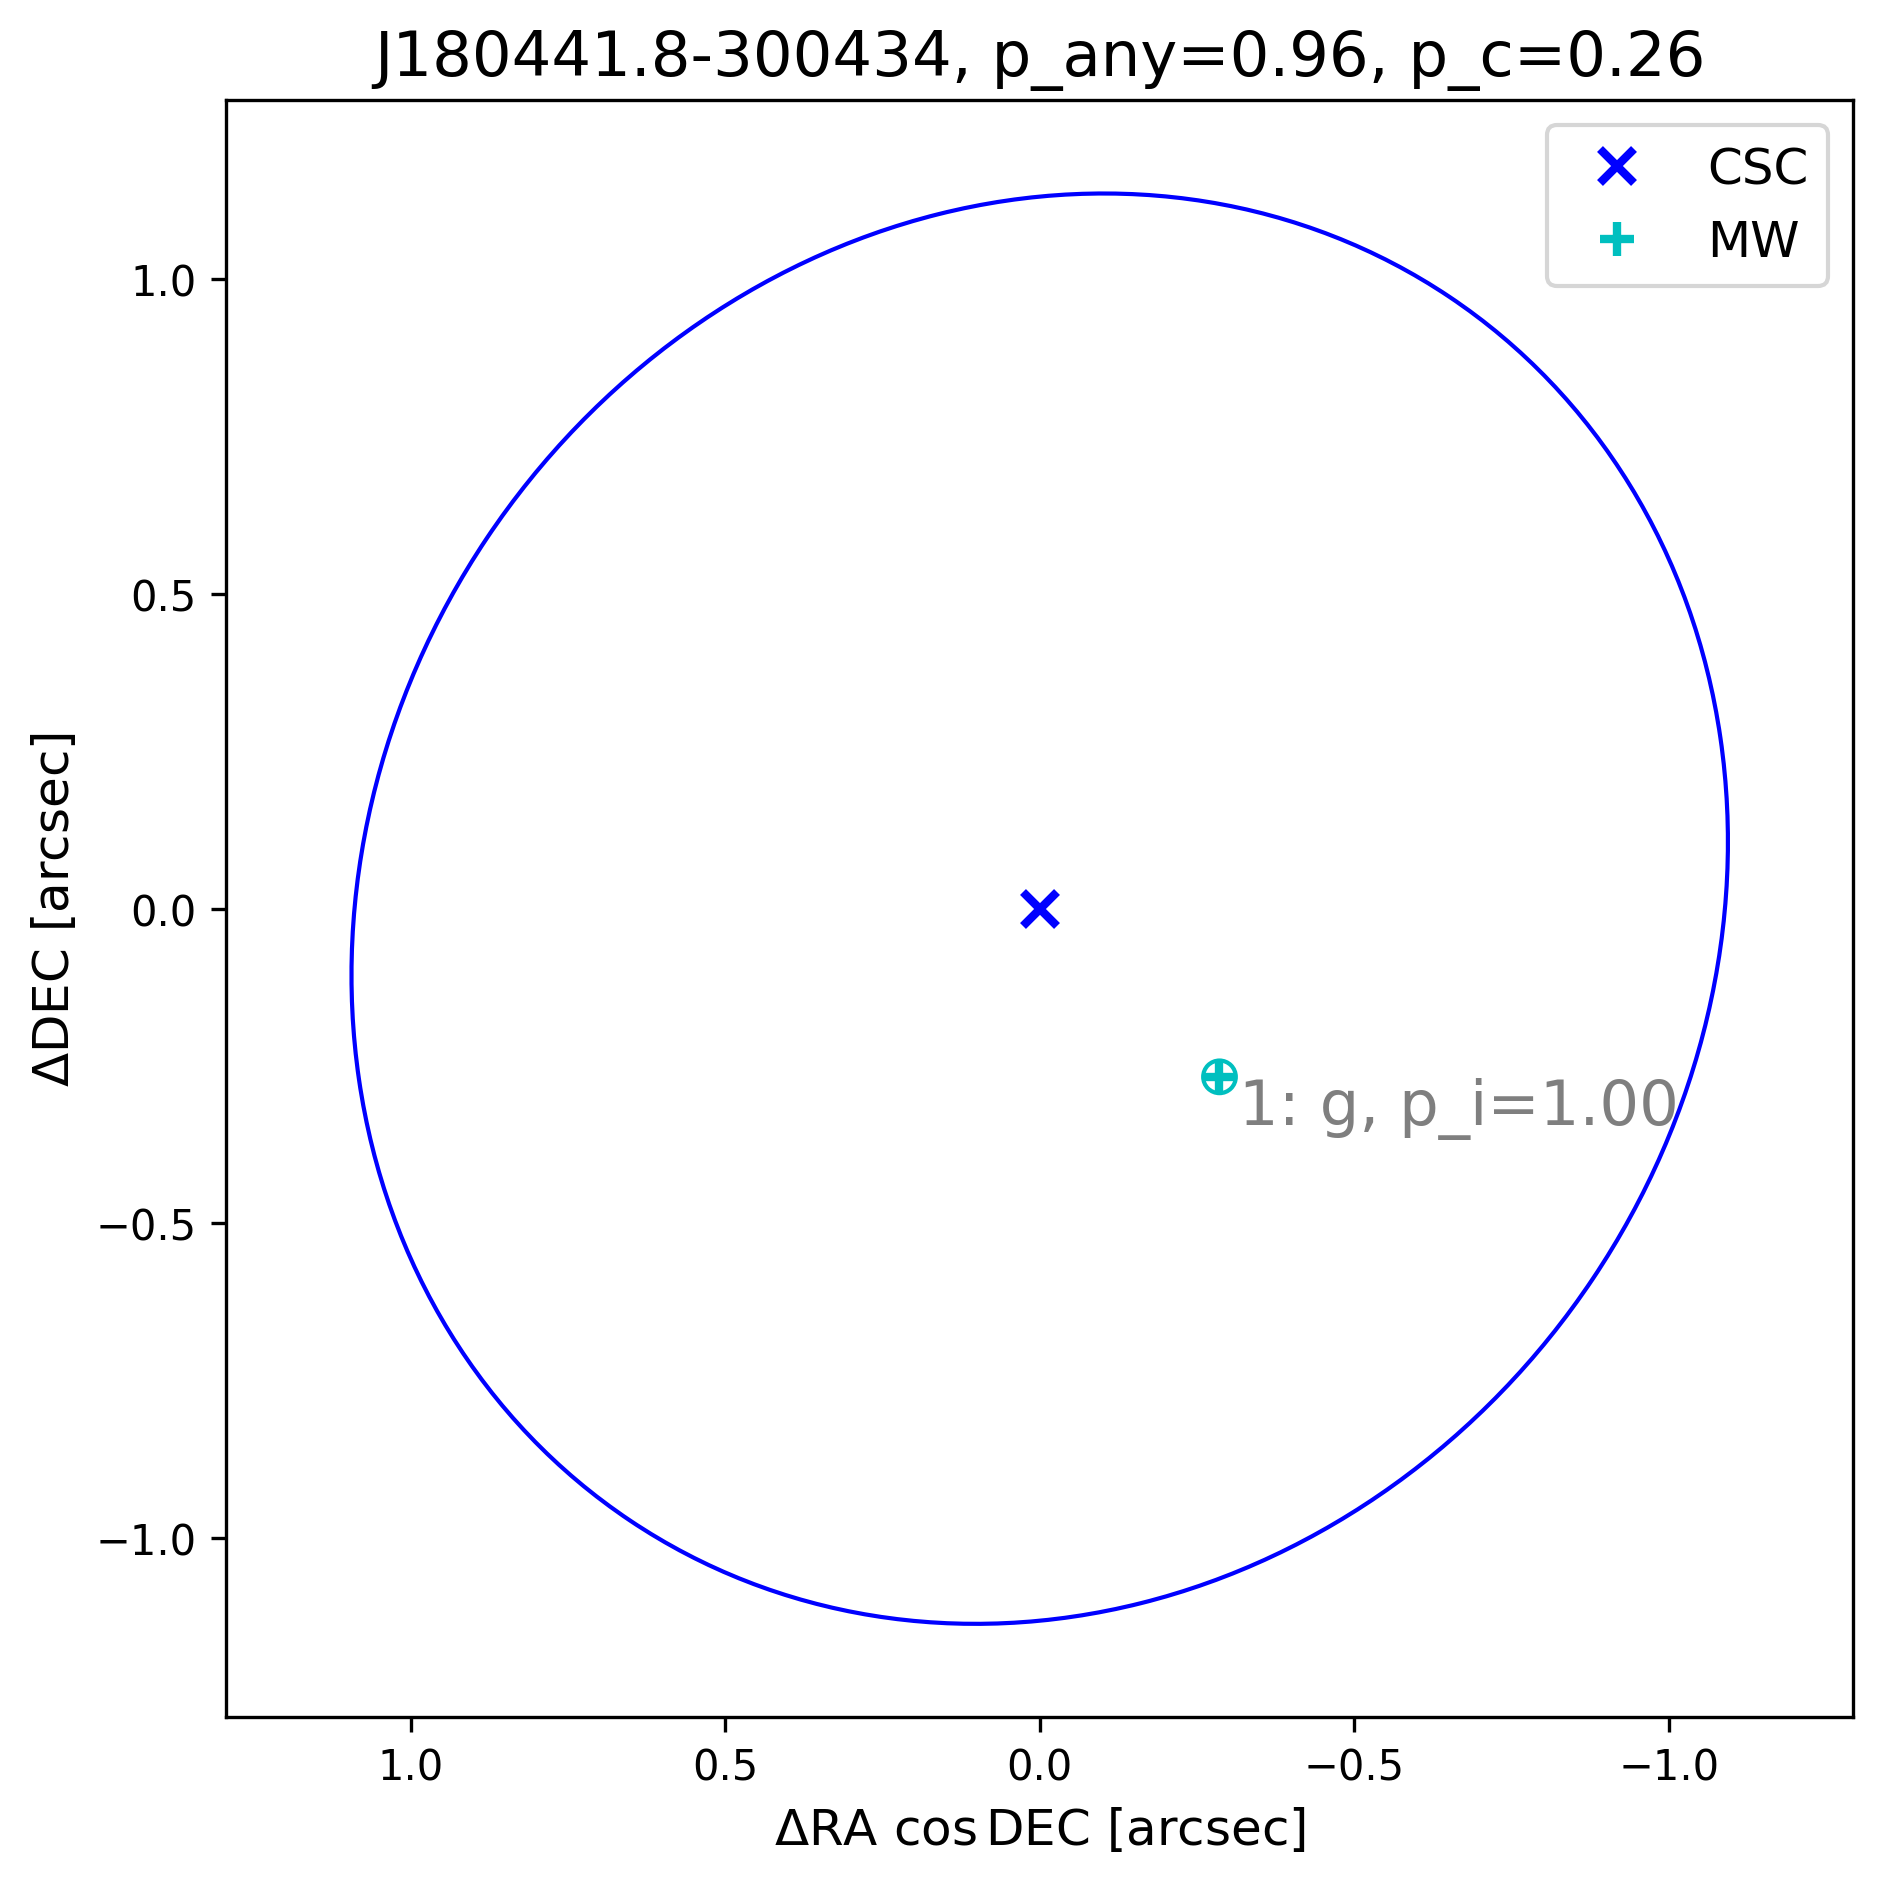 J180441.8-300434, p_any=0.96, p_c=0.26
CSC
MW
1.0
0.5
0.0
−0.5
−1.0
ΔDEC [arcsec]
1: g, p_i=1.00
1.0
0.5
0.0
−0.5
−1.0
ΔRA cos DEC [arcsec]